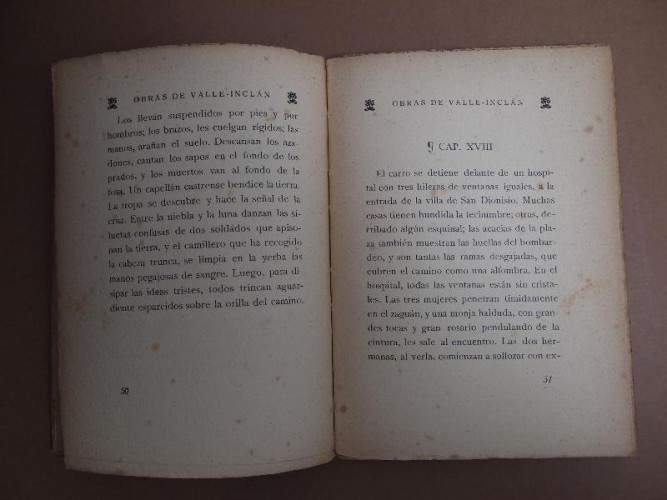 OBRAS DE VALLE-INCLÁN
Los llevan suspendidos por pies y por
hombros; los brazos, les cuelgan rígidos; las
manos, arañan el suelo. Descansan los aza-
dones, cantan los sapos en el fondo de los
prados, y los muertos van al fondo de la
fosa. Un capellán castrense bendice la tierra.
La tropa se descubre y hace la señal de la
cruz. Entre la niebla y la luna danzan las si-
luetas confusas de dos soldados que apiso-
nan la tierra, y el camillero que ha recogido
la cabeza trunca, se limpia en la yerba las
manos pegajosas de sangre. Luego, para di-
sipar las ideas tristes, todos trincan aguar-
diente esparcidos sobre la orilla del camino.
50
OBRAS DE VALLE-INCLÁN
¶ CAP. XVIII
El carro se detiene delante de un hospi-
tal con tres hileras de ventanas iguales, a la
entrada de la villa de San Dionisio. Muchas
casas tienen hundida la techumbre; otras, de-
rribado algún esquinal; las acacias de la pla-
za también muestran las huellas del bombar-
deo, y son tantas las ramas desgajadas, que
cubren el camino como una alfombra. En el
hospital, todas las ventanas están sin crista-
les. Las tres mujeres penetran tímidamente
en el zaguán, y una monja halduda, con gran-
des tocas y gran rosario pendulando de la
cintura, les sale al encuentro. Las dos her-
manas, al verla, comienzan a sollozar con ex-
51